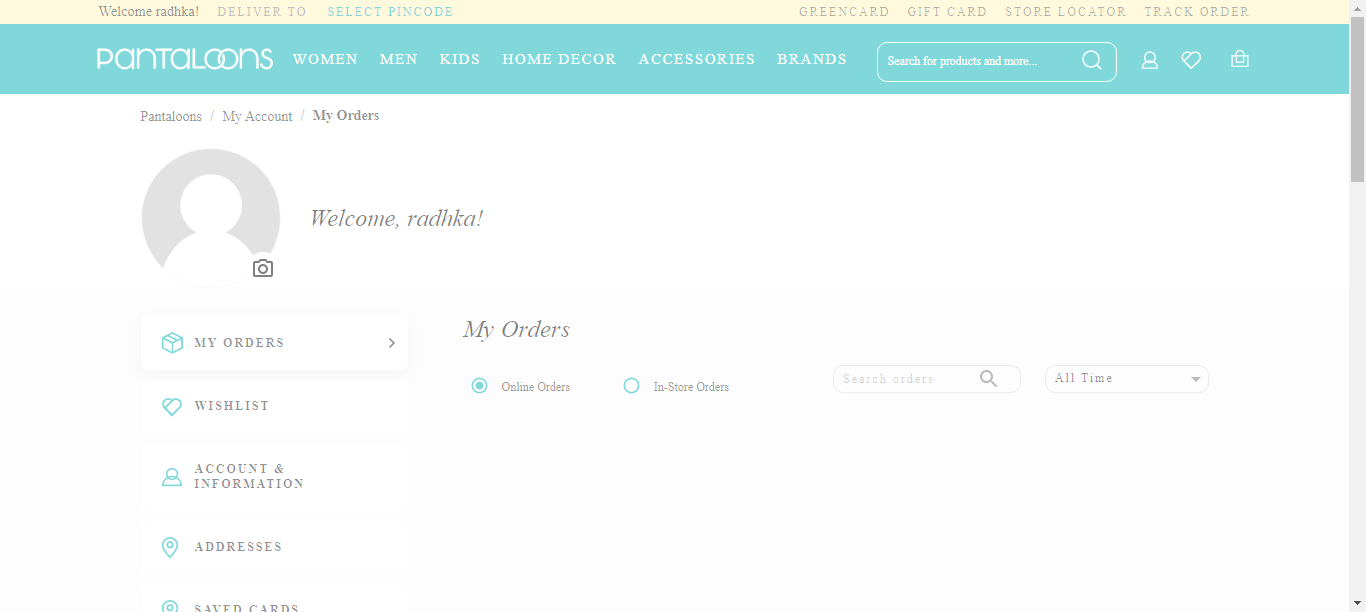 Welcome radhka! DELIVER TO SELECT PINCODE GREENCARD GIFT CARD STORE LOCATOR TRACK ORDER
PANTALOONS WOMEN MEN KIDS HOME DECOR ACCESSORIES BRANDS Search for products and more...
Pantaloons / My Account / My Orders
Welcome, radhka!
My Orders
MY ORDERS
Online Orders In-Store Orders Search orders All Time
WISHLIST
ACCOUNT &
INFORMATION
ADDRESSES
SAVED CARDS